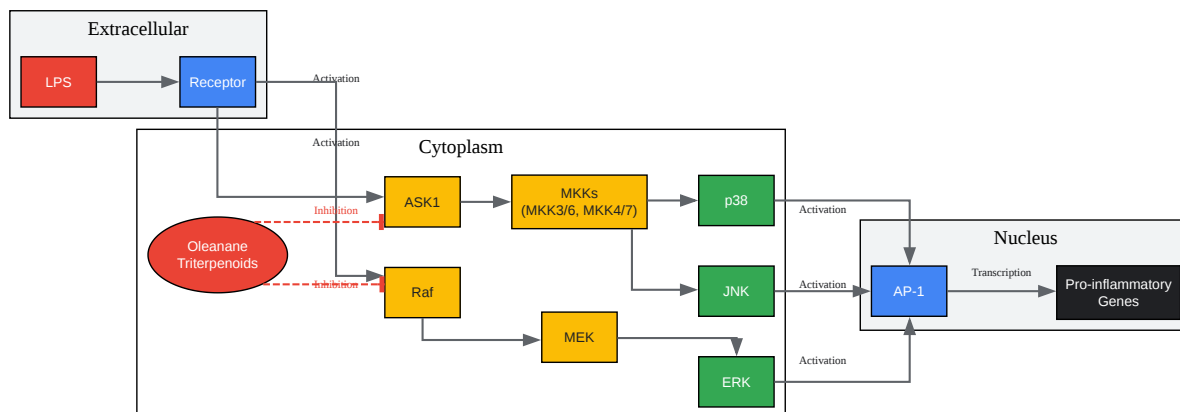 Extracellular
LPS
Receptor
Activation
Activation
Cytoplasm
ASK1
MKKs
(MKK3/6, MKK4/7)
p38
Inhibition
Activation
Oleanane
Triterpenoids
Nucleus
Inhibition
Raf
JNK
Activation
AP-1
Transcription
Pro-inflammatory
Genes
MEK
ERK
Activation